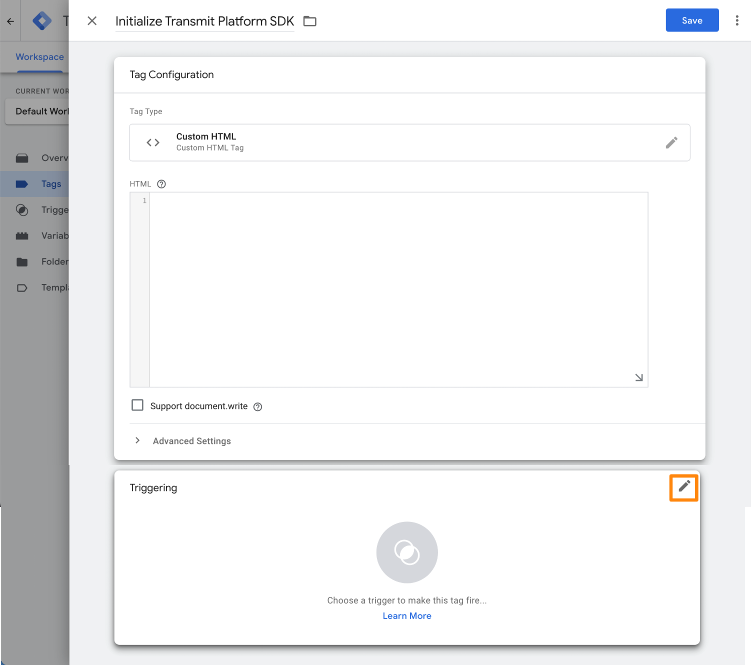 Initialize Transmit Platform SDK
Save
Workspace
CURRENT WOR
Default Worl
Overv
Tags
Trigge
Variab
Folder
Templa
Tag Configuration
Tag Type
Custom HTML
Custom HTML Tag
HTML
1
Support document.write
Advanced Settings
Triggering
Choose a trigger to make this tag fire...
Learn More